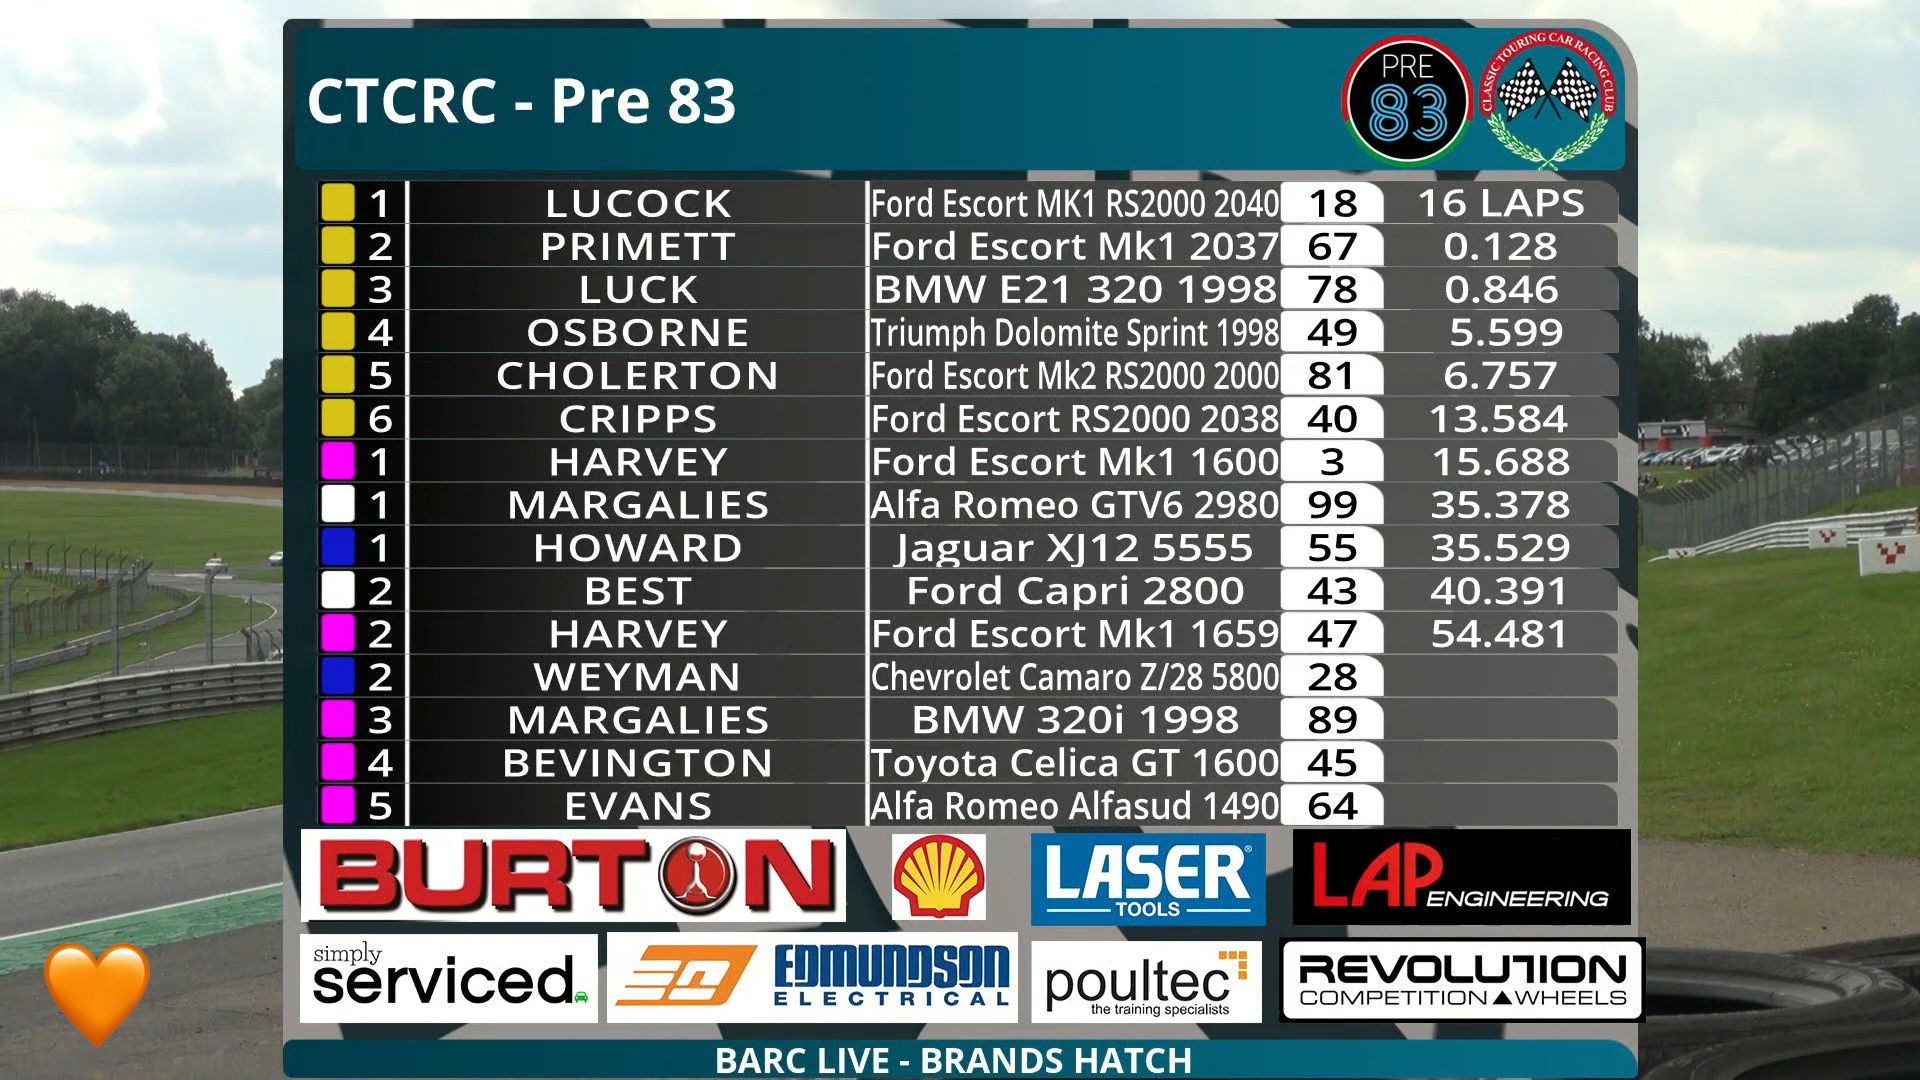 CTCRC - Pre 83
PRE
83
CLASSIC TOURING CAR RACING CLUB
1 LUCOCK Ford Escort MK1 RS2000 2040 18 16 LAPS
2 PRIMETT Ford Escort Mk1 2037 67 0.128
3 LUCK BMW E21 320 1998 78 0.846
4 OSBORNE Triumph Dolomite Sprint 1998 49 5.599
5 CHOLERTON Ford Escort Mk2 RS2000 2000 81 6.757
6 CRIPPS Ford Escort RS2000 2038 40 13.584
1 HARVEY Ford Escort Mk1 1600 3 15.688
1 MARGALIES Alfa Romeo GTV6 2980 99 35.378
1 HOWARD Jaguar XJ12 5555 55 35.529
2 BEST Ford Capri 2800 43 40.391
2 HARVEY Ford Escort Mk1 1659 47 54.481
2 WEYMAN Chevrolet Camaro Z/28 5800 28
3 MARGALIES BMW 320i 1998 89
4 BEVINGTON Toyota Celica GT 1600 45
5 EVANS Alfa Romeo Alfasud 1490 64
BURTON
LASER®
TOOLS
LAP ENGINEERING
simply
serviced.
EDMUNDSON
ELECTRICAL
poultec
the training specialists
REVOLUTION
COMPETITION WHEELS
BARC LIVE - BRANDS HATCH